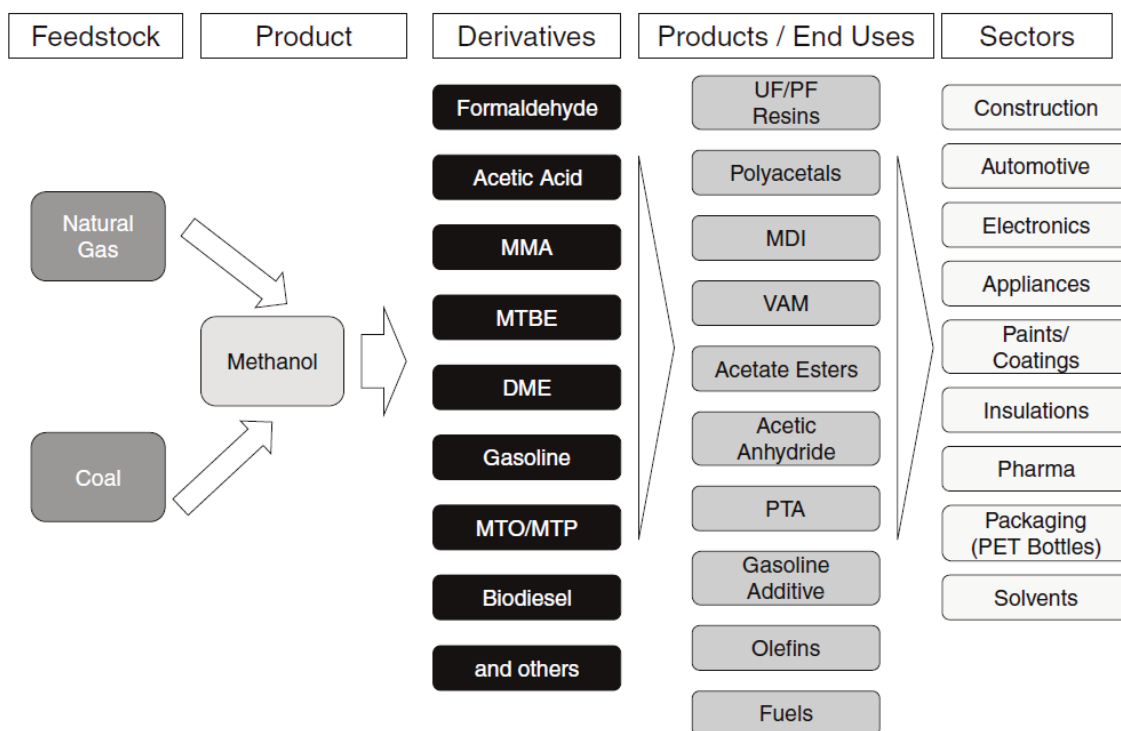 Feedstock
Product
Derivatives
Products / End Uses
Sectors
Natural
Gas
Coal
Methanol
Formaldehyde
Acetic Acid
MMA
MTBE
DME
Gasoline
MTO/MTP
Biodiesel
and others
UF/PF
Resins
Polyacetals
MDI
VAM
Acetate Esters
Acetic
Anhydride
PTA
Gasoline
Additive
Olefins
Fuels
Construction
Automotive
Electronics
Appliances
Paints/
Coatings
Insulations
Pharma
Packaging
(PET Bottles)
Solvents